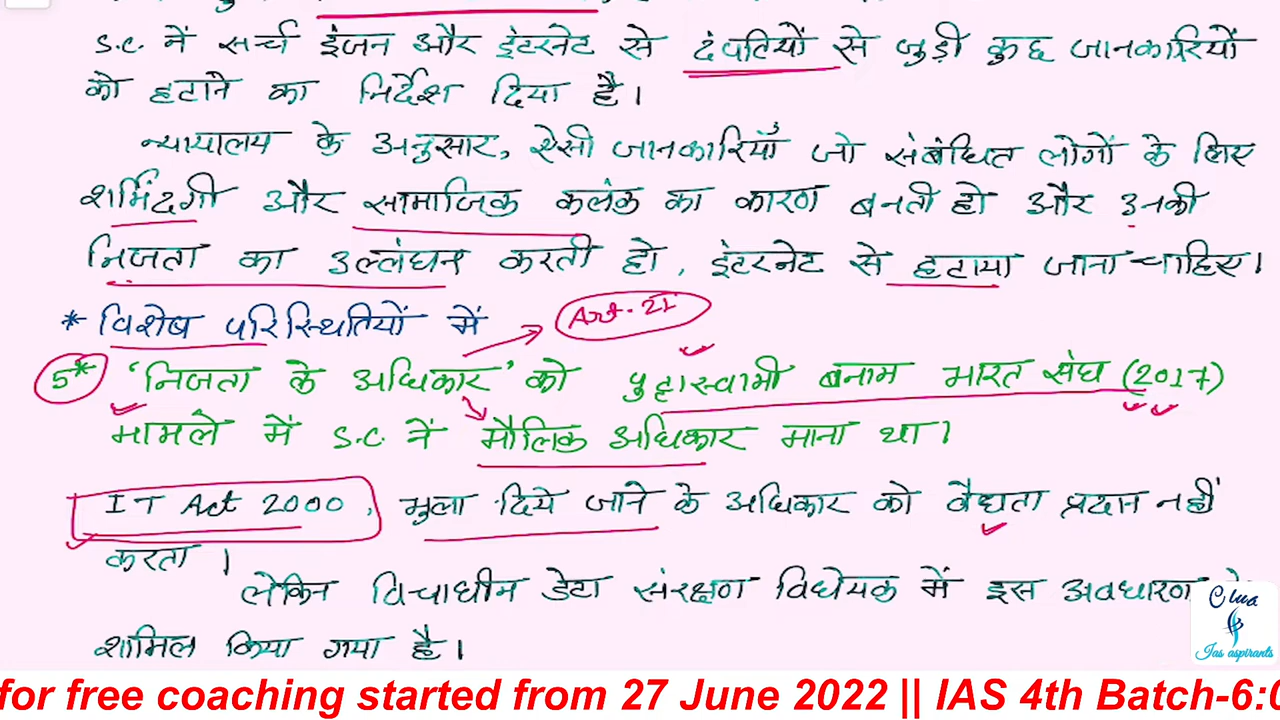 S.C. ने सर्च इंजन और इंटरनेट से दंपतियों से जुड़ी कुछ जानकारियों
को हटाने का निर्देश दिया है।
न्यायालय के अनुसार, ऐसी जानकारियाँ जो संबंधित लोगों के लिए
शर्मिंदगी और सामाजिक कलंक का कारण बनती हो और उनकी
निजता का उल्लंघन करती हो, इंटरनेट से हटाया जाना चाहिए।
* विशेष परिस्थितियों में
Art. 21
5* 'निजता के अधिकार' को पुट्टास्वामी बनाम भारत संघ (2017)
मामले में S.C. ने मौलिक अधिकार माना था।
IT Act 2000, भुला दिये जाने के अधिकार को वैधता प्रदान नहीं
करता।
लेकिन विचाधीन डेटा संरक्षण विधेयक में इस अवधारणा
शामिल किया गया है।
Clue
Ias aspirants
for free coaching started from 27 June 2022 || IAS 4th Batch-6:0